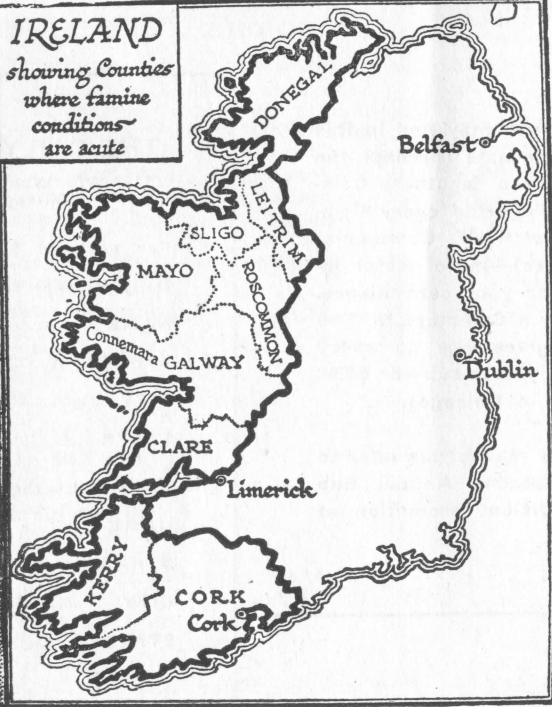 IRELAND
showing Counties
where famine
conditions
are acute
DONEGAL
Belfast
LEITRIM
SLIGO
MAYO
ROSCOMMON
Connemara
GALWAY
Dublin
CLARE
Limerick
KERRY
CORK
Cork